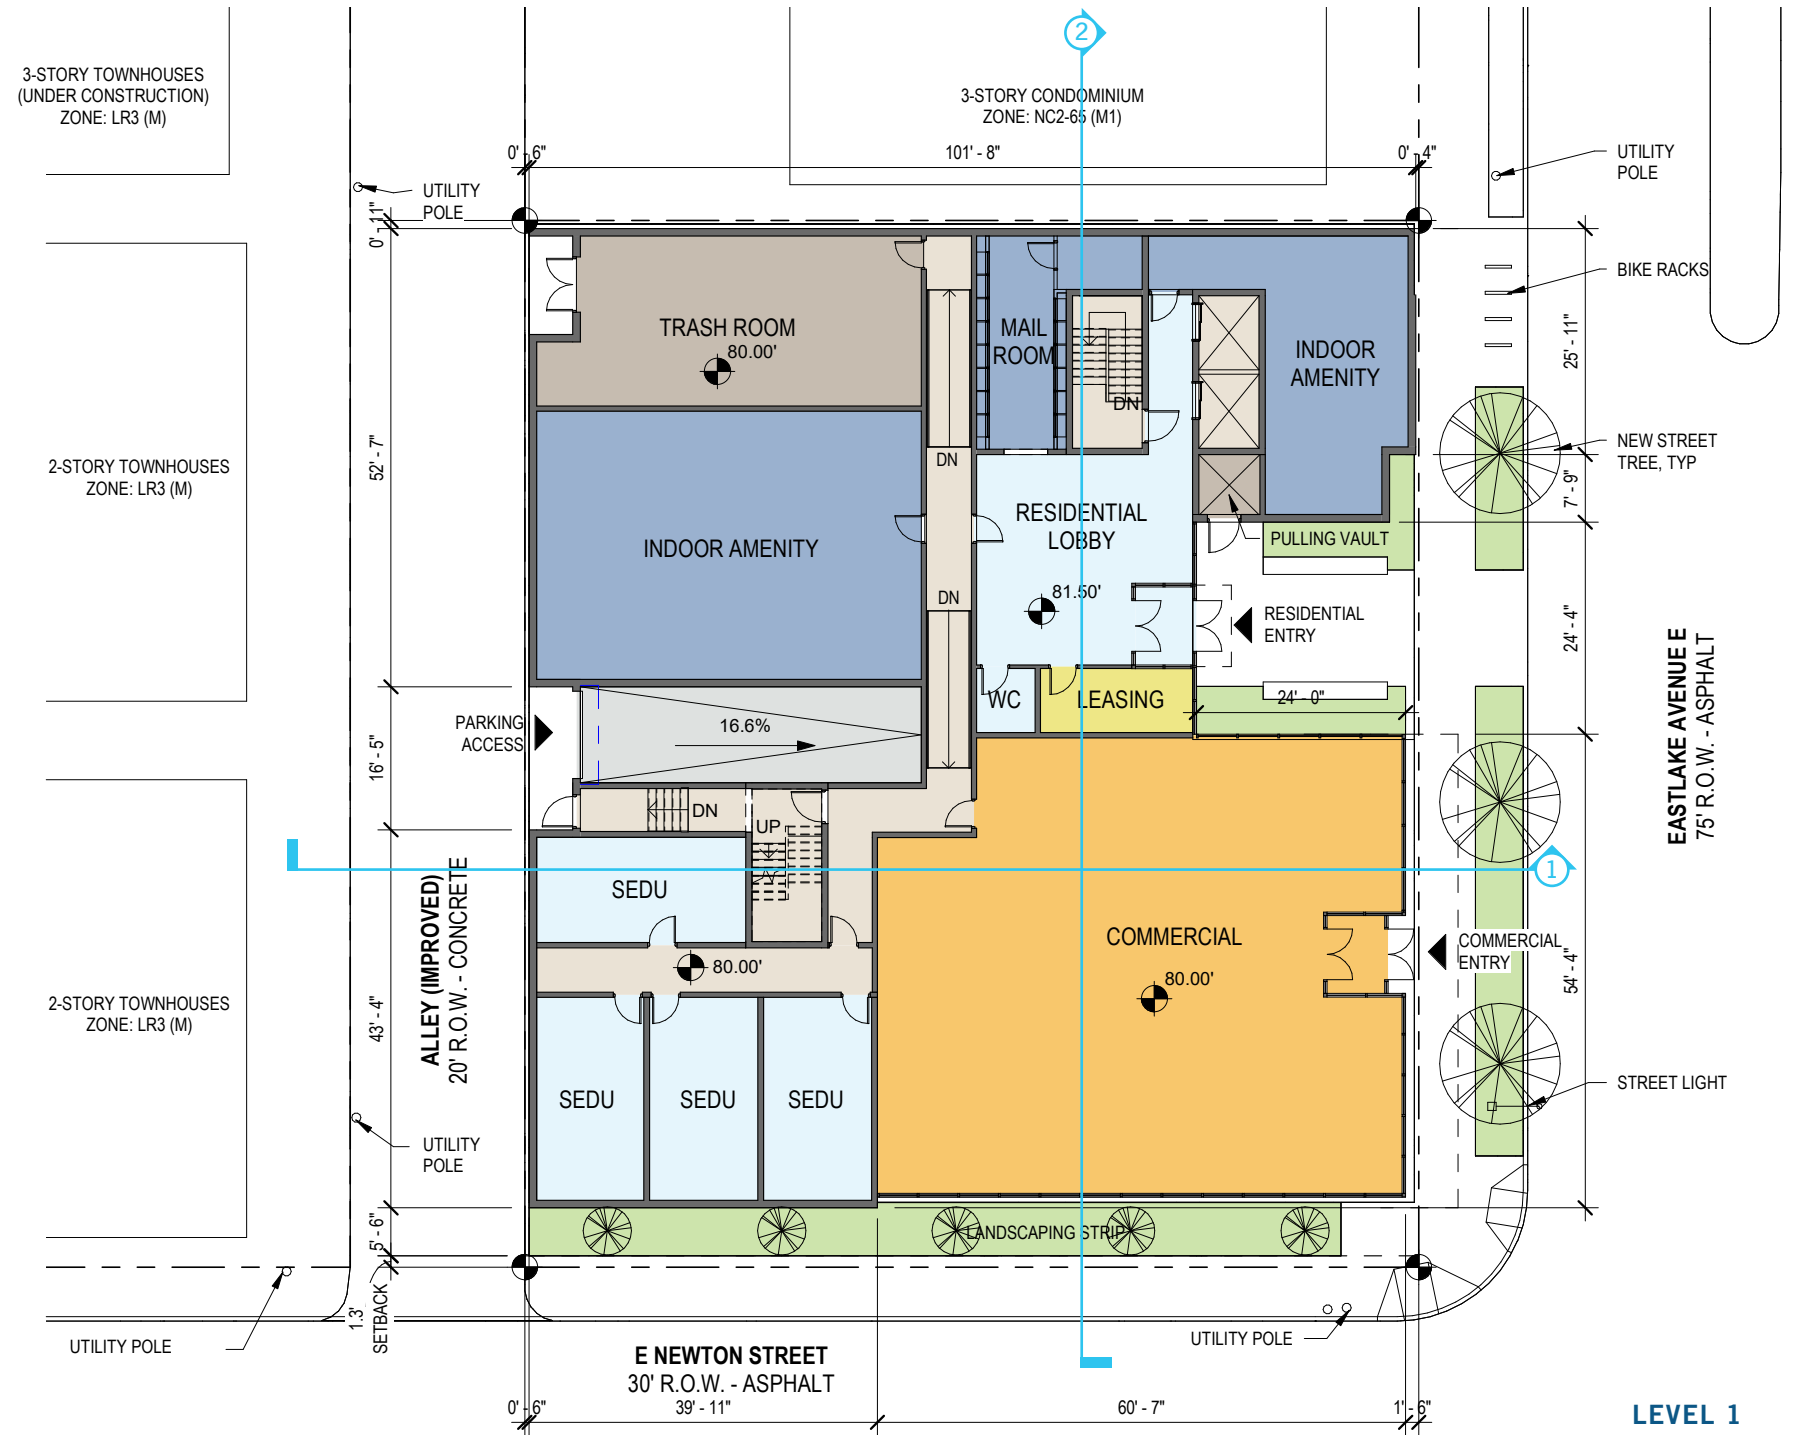 2
3-STORY TOWNHOUSES
(UNDER CONSTRUCTION)
ZONE: LR3 (M)
3-STORY CONDOMINIUM
ZONE: NC2-65 (M1)
0' - 6"
101' - 8"
0' - 4"
UTILITY
POLE
UTILITY
POLE
0' - 11"
BIKE RACKS
TRASH ROOM
80.00'
MAIL
ROOM
INDOOR
AMENITY
25' - 11"
DN
DN
NEW STREET
TREE, TYP
2-STORY TOWNHOUSES
ZONE: LR3 (M)
52' - 7"
7' - 9"
RESIDENTIAL
LOBBY
PULLING VAULT
INDOOR AMENITY
DN
81.50'
RESIDENTIAL
ENTRY
24' - 4"
EASTLAKE AVENUE E
75' R.O.W. - ASPHALT
WC
LEASING
24' - 0"
PARKING
ACCESS
16.6%
16' - 5"
DN
UP
SEDU
1
ALLEY (IMPROVED)
20' R.O.W. - CONCRETE
COMMERCIAL
80.00'
COMMERCIAL
ENTRY
80.00'
54' - 4"
2-STORY TOWNHOUSES
ZONE: LR3 (M)
43' - 4"
SEDU
SEDU
SEDU
STREET LIGHT
UTILITY
POLE
5' - 6"
LANDSCAPING STRIP
1.3'
SETBACK
UTILITY POLE
UTILITY POLE
E NEWTON STREET
30' R.O.W. - ASPHALT
0' - 6"
39' - 11"
60' - 7"
1' - 6"
LEVEL 1